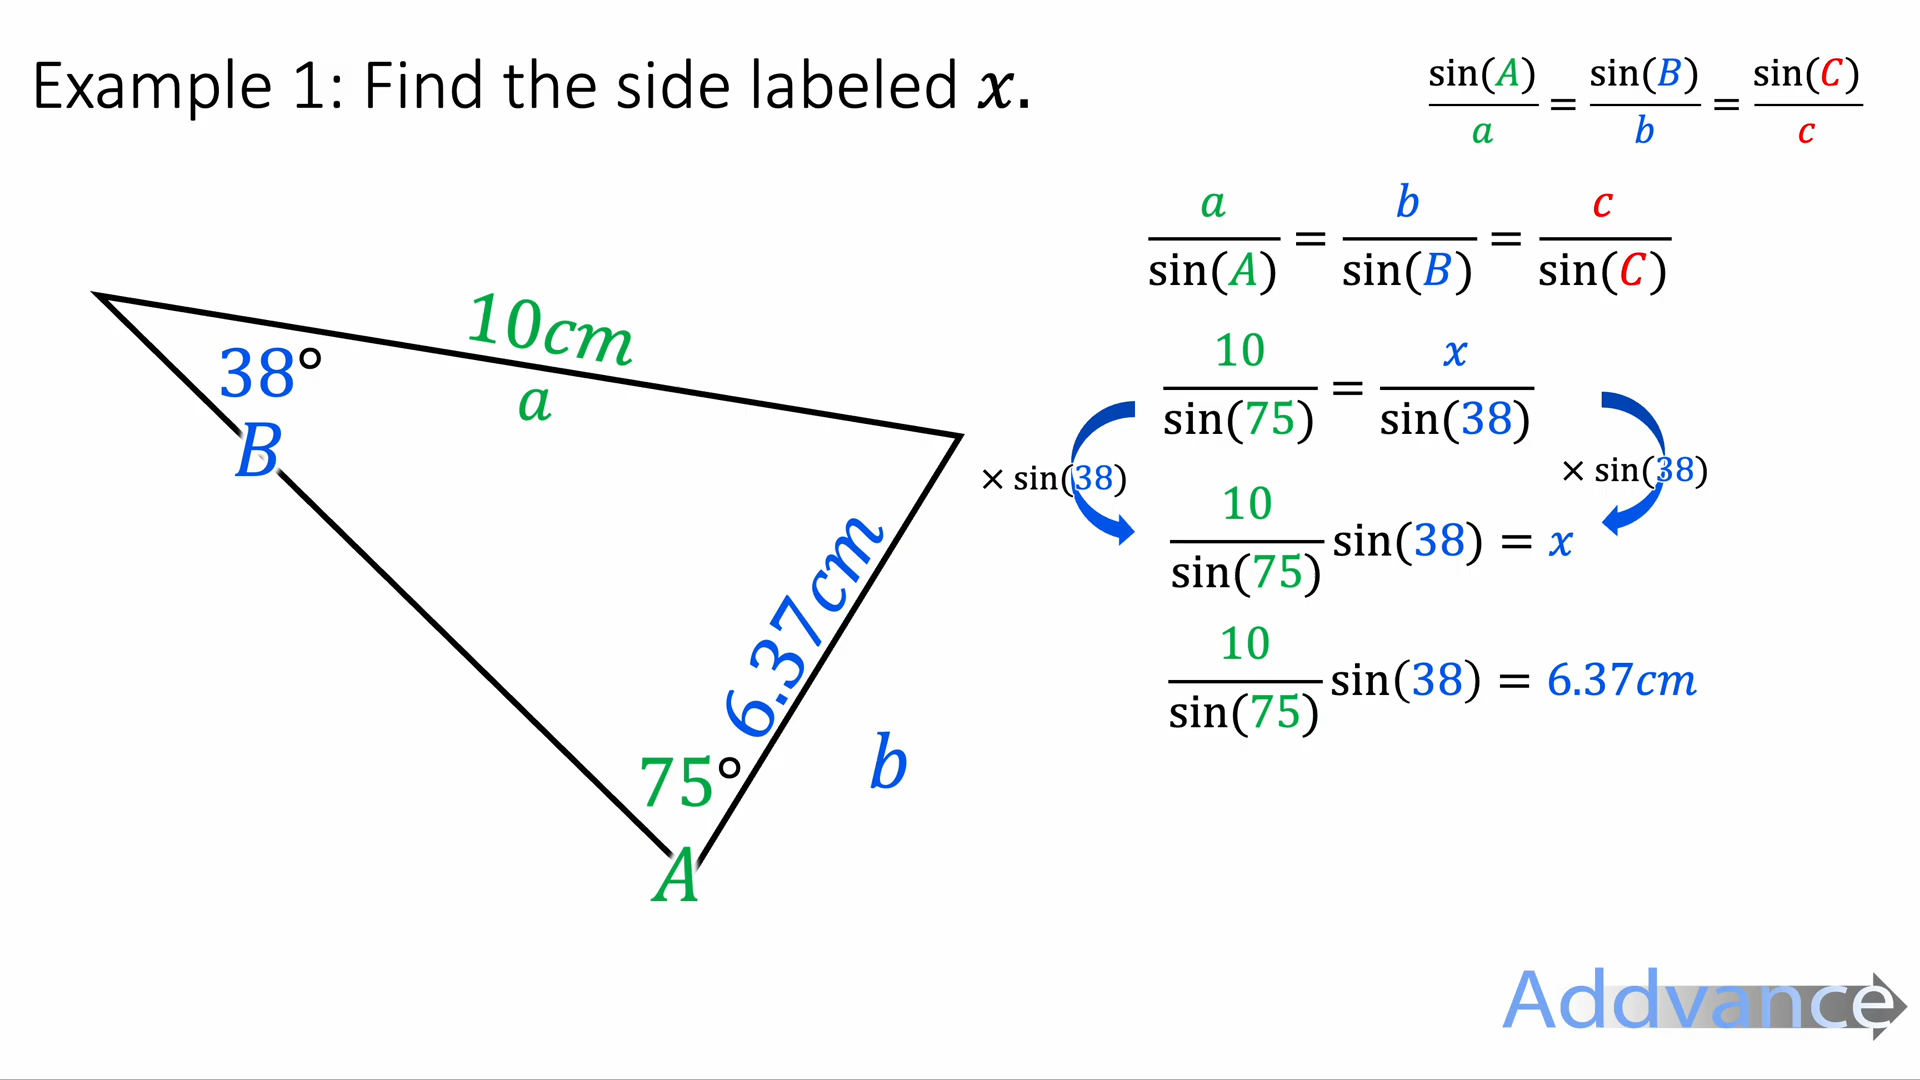 Example 1: Find the side labeled x.
sin(A)/a = sin(B)/b = sin(C)/c
a/sin(A) = b/sin(B) = c/sin(C)
10cm
38°
a
B
10/sin(75) = x/sin(38)
× sin(38)
× sin(38)
10/sin(75) sin(38) = x
6.37cm
10/sin(75) sin(38) = 6.37cm
75°
b
A
Addvance